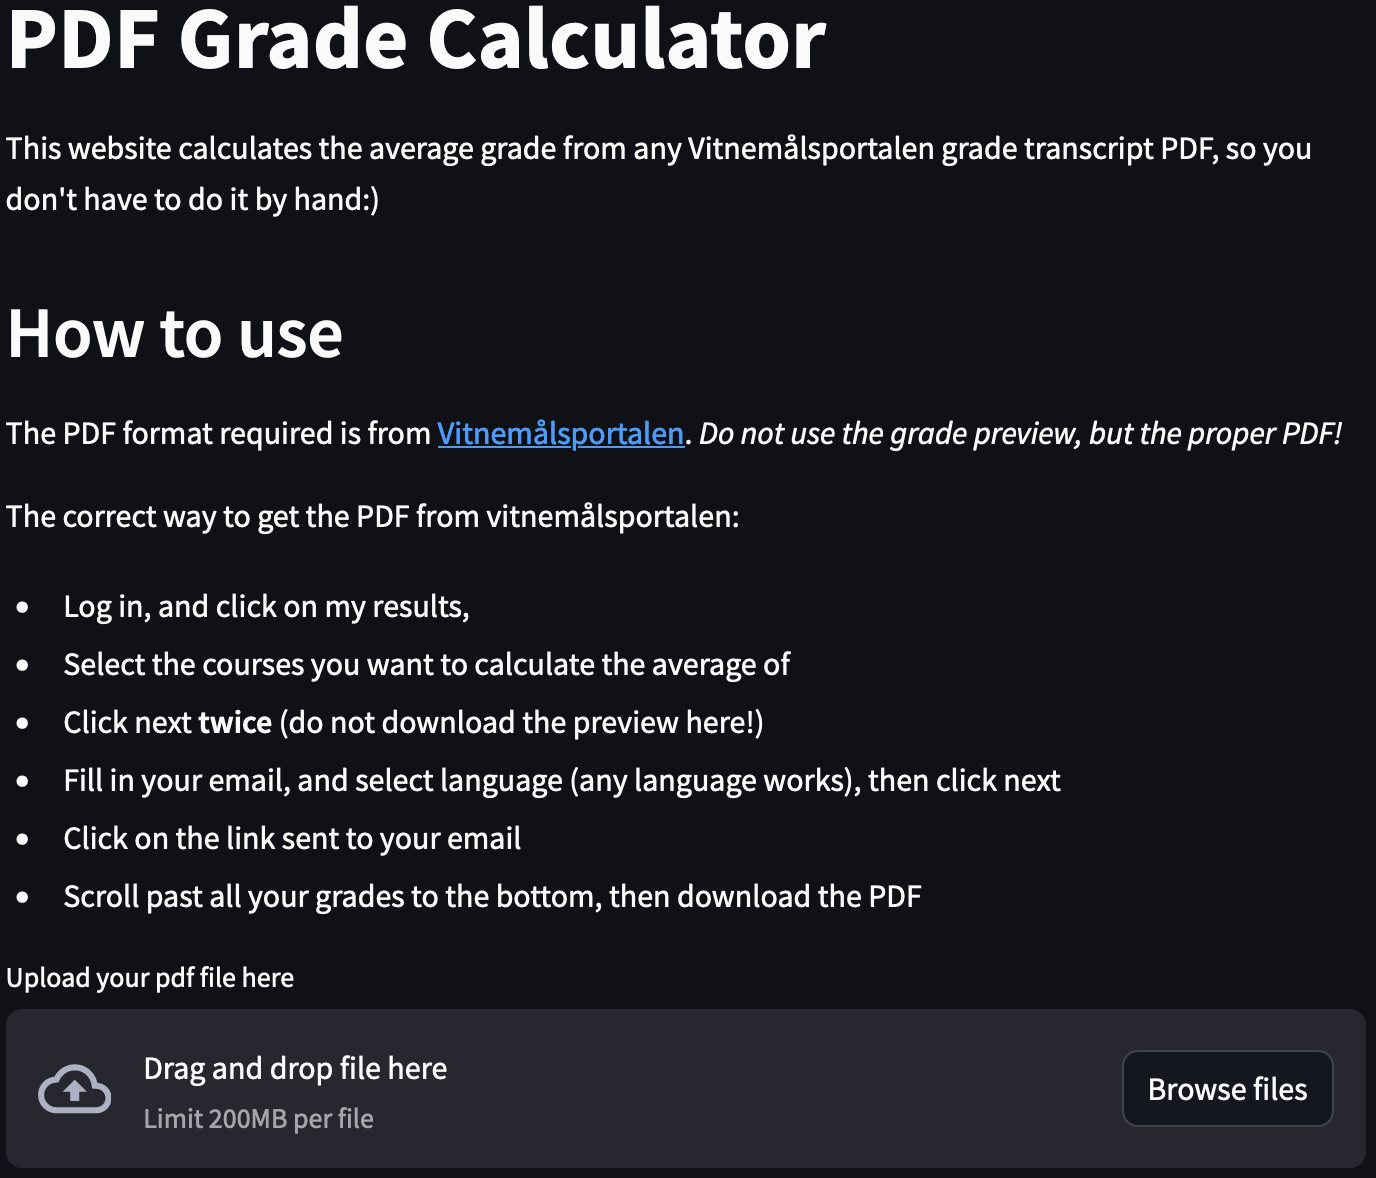 PDF Grade Calculator
This website calculates the average grade from any Vitnemålsportalen grade transcript PDF, so you
don't have to do it by hand:)
How to use
The PDF format required is from Vitnemålsportalen. Do not use the grade preview, but the proper PDF!
The correct way to get the PDF from vitnemålsportalen:
• Log in, and click on my results,
• Select the courses you want to calculate the average of
• Click next twice (do not download the preview here!)
• Fill in your email, and select language (any language works), then click next
• Click on the link sent to your email
• Scroll past all your grades to the bottom, then download the PDF
Upload your pdf file here
Drag and drop file here
Limit 200MB per file
Browse files